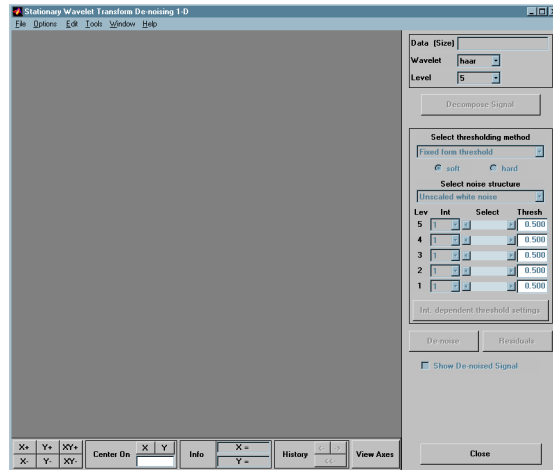 Stationary Wavelet Transform De-noising 1-D
File Options Edit Tools Window Help
Data (Size)
Wavelet haar
Level 5
Decompose Signal
Select thresholding method
Fixed form threshold
soft hard
Select noise structure
Unscaled white noise
Lev Int Select Thresh
5 1 0.500
4 1 0.500
3 1 0.500
2 1 0.500
1 1 0.500
Int. dependent threshold settings
De-noise Residuals
Show De-noised Signal
X+ Y+ XY+
X- Y- XY-
Center On X Y
Info X =
Y =
History <- ->
<<-
View Axes
Close